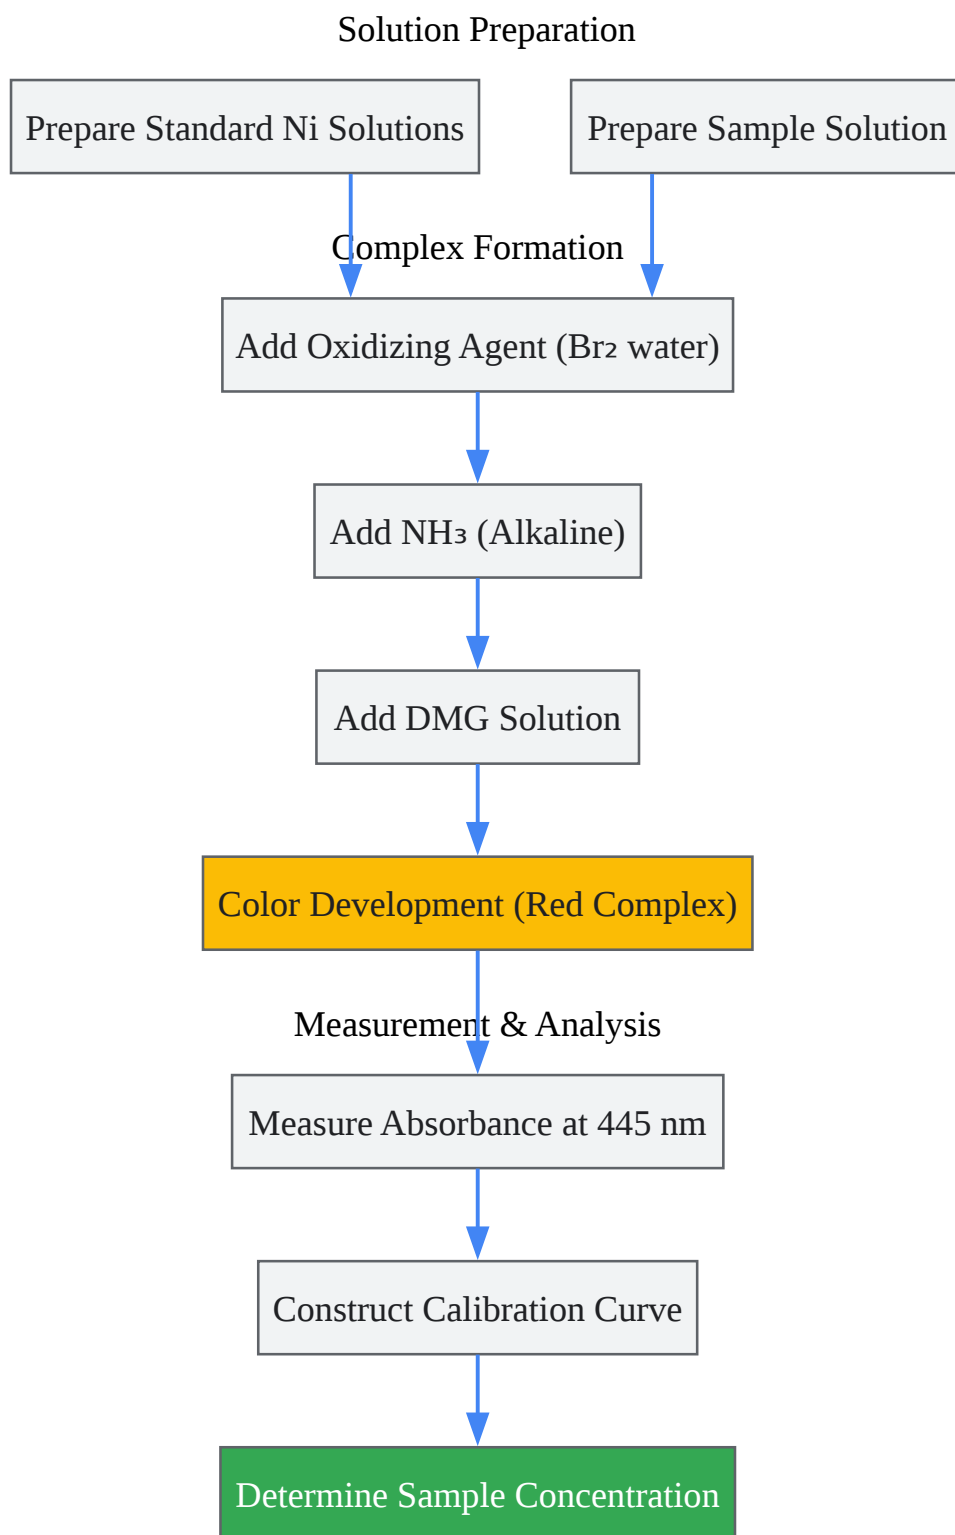 Solution Preparation
Prepare Standard Ni Solutions
Prepare Sample Solution
Complex Formation
Add Oxidizing Agent (Br₂ water)
Add NH₃ (Alkaline)
Add DMG Solution
Color Development (Red Complex)
Measurement & Analysis
Measure Absorbance at 445 nm
Construct Calibration Curve
Determine Sample Concentration